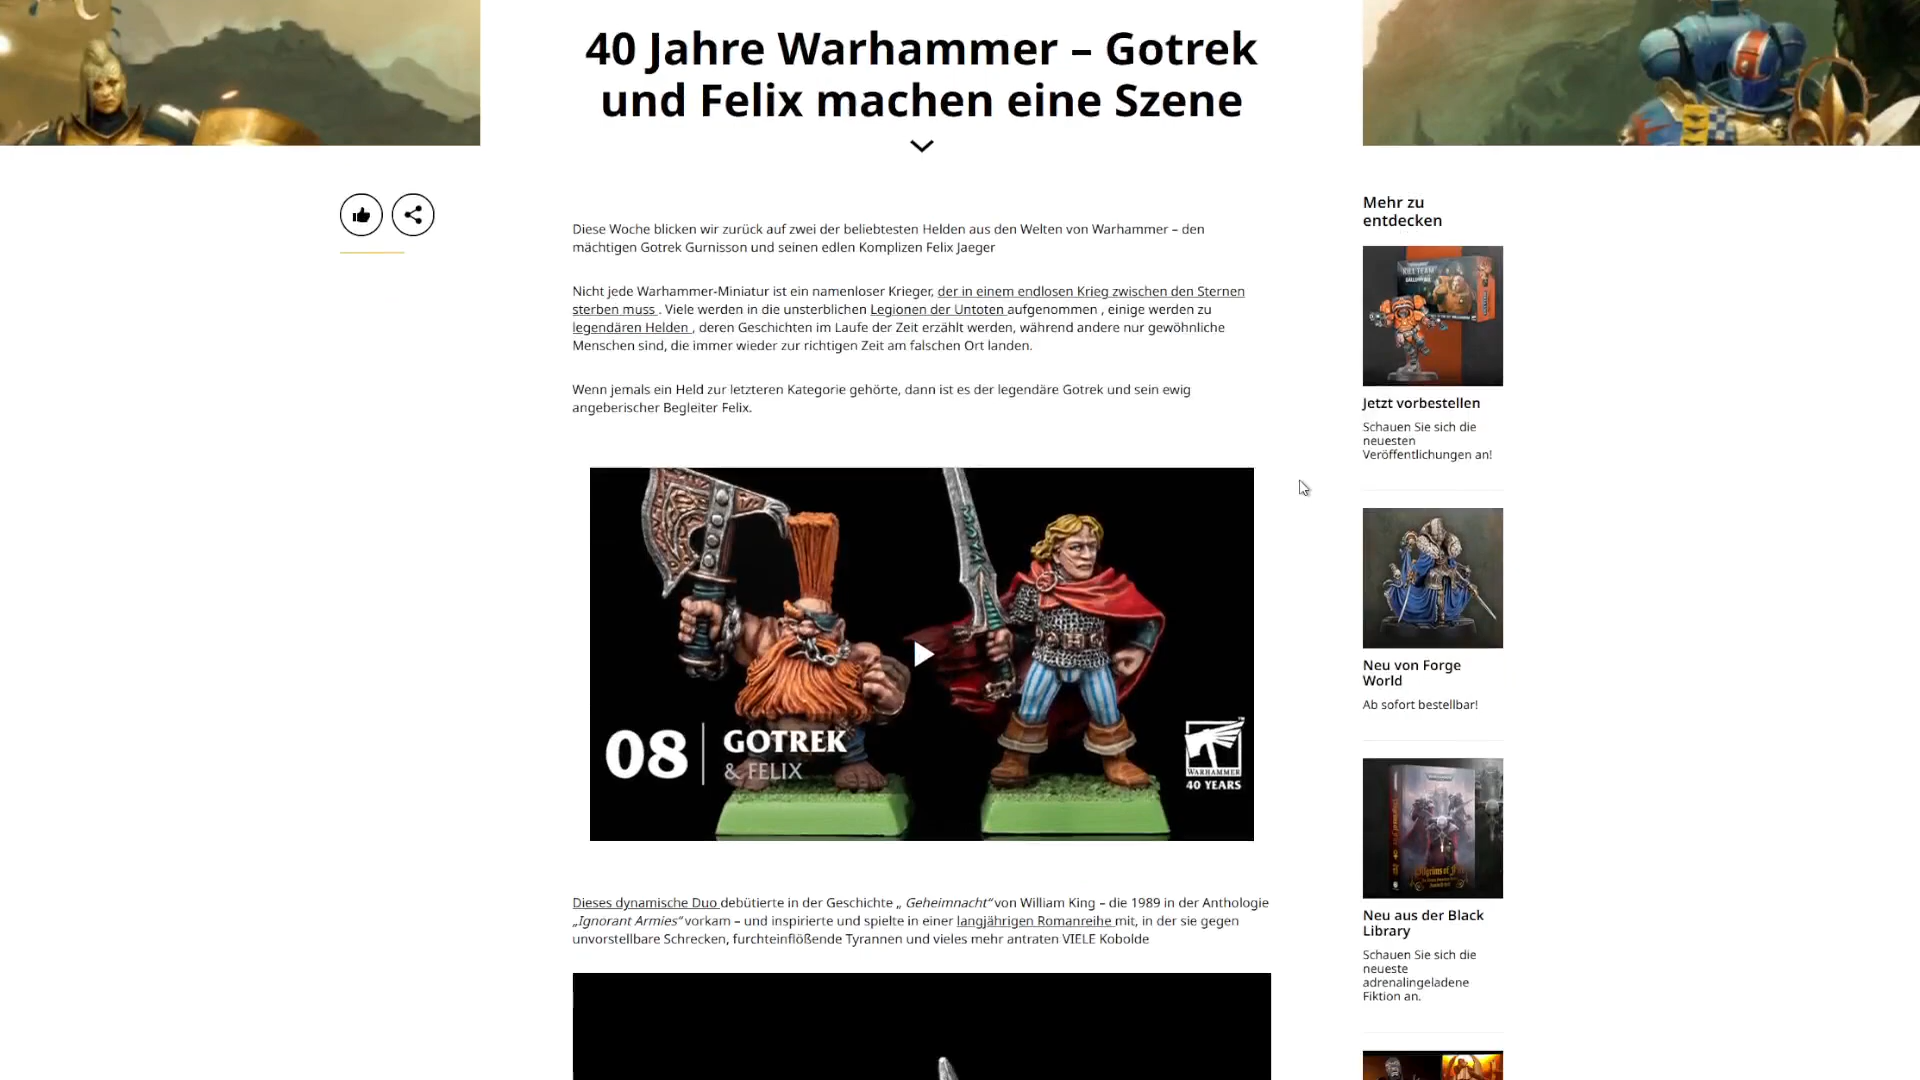 40 Jahre Warhammer – Gotrek
und Felix machen eine Szene
Diese Woche blicken wir zurück auf zwei der beliebtesten Helden aus den Welten von Warhammer – den
mächtigen Gotrek Gurnisson und seinen edlen Komplizen Felix Jaeger
Nicht jede Warhammer-Miniatur ist ein namenloser Krieger, der in einem endlosen Krieg zwischen den Sternen
sterben muss . Viele werden in die unsterblichen Legionen der Untoten aufgenommen , einige werden zu
legendären Helden , deren Geschichten im Laufe der Zeit erzählt werden, während andere nur gewöhnliche
Menschen sind, die immer wieder zur richtigen Zeit am falschen Ort landen.
Wenn jemals ein Held zur letzteren Kategorie gehörte, dann ist es der legendäre Gotrek und sein ewig
angeberischer Begleiter Felix.
08 GOTREK
& FELIX
WARHAMMER
40 YEARS
Dieses dynamische Duo debütierte in der Geschichte „ Geheimnacht“ von William King – die 1989 in der Anthologie
„Ignorant Armies“ vorkam – und inspirierte und spielte in einer langjährigen Romanreihe mit, in der sie gegen
unvorstellbare Schrecken, furchteinflößende Tyrannen und vieles mehr antraten VIELE Kobolde
Mehr zu
entdecken
KILL TEAM
Jetzt vorbestellen
Schauen Sie sich die
neuesten
Veröffentlichungen an!
Neu von Forge
World
Ab sofort bestellbar!
Neu aus der Black
Library
Schauen Sie sich die
neueste
adrenalingeladene
Fiktion an.